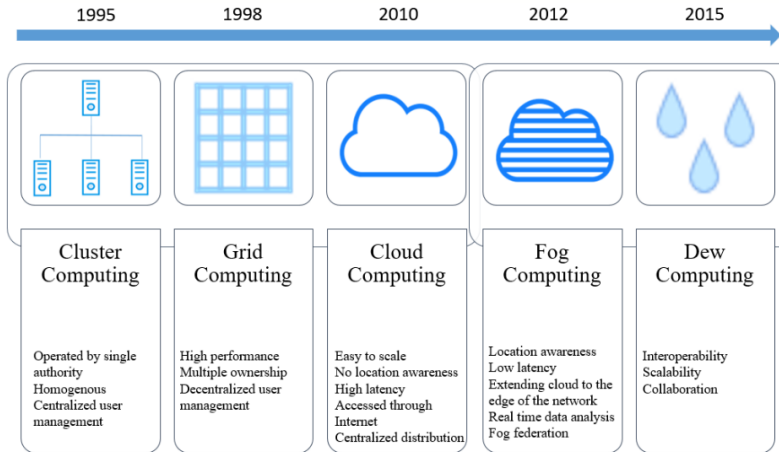 1995
1998
2010
2012
2015
Cluster
Computing
Operated by single
authority
Homogenous
Centralized user
management
Grid
Computing
High performance
Multiple ownership
Decentralized user
management
Cloud
Computing
Easy to scale
No location awareness
High latency
Accessed through
Internet
Centralized distribution
Fog
Computing
Location awareness
Low latency
Extending cloud to the
edge of the network
Real time data analysis
Fog federation
Dew
Computing
Interoperability
Scalability
Collaboration